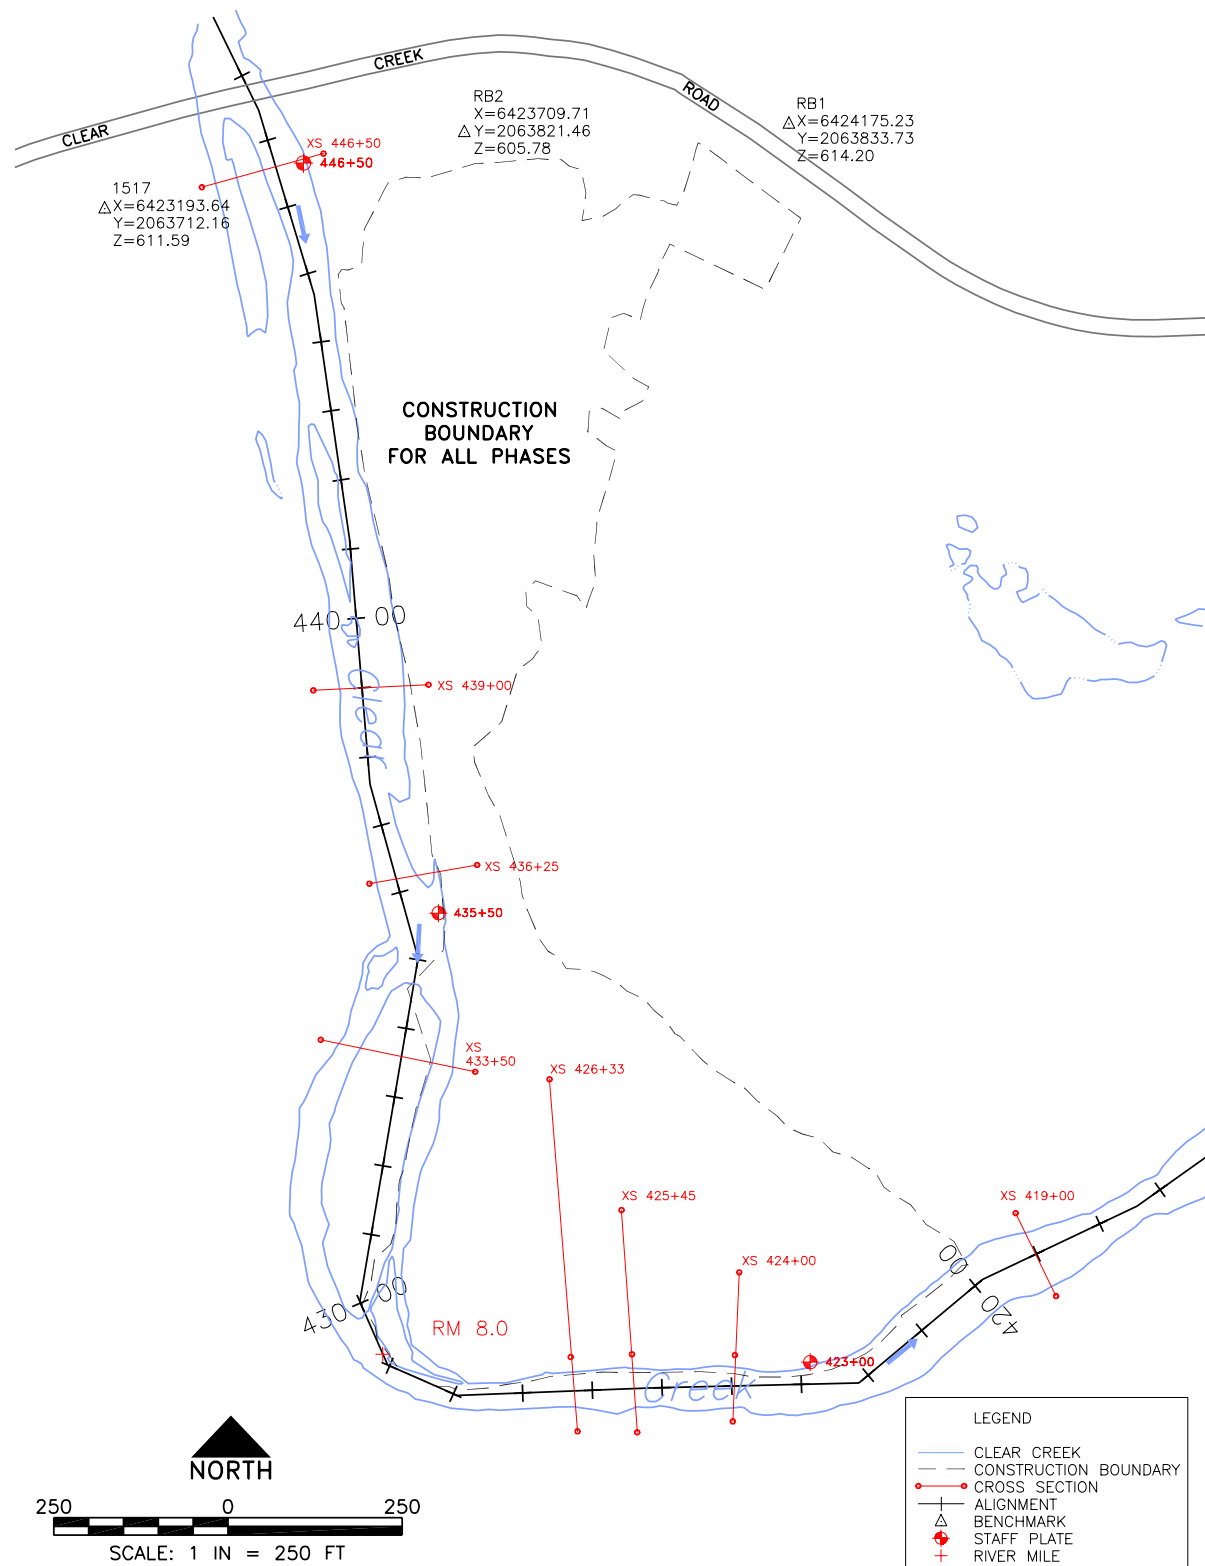 CLEAR
CREEK
ROAD
RB2
X=6423709.71
Y=2063821.46
Z=605.78
RB1
X=6424175.23
Y=2063833.73
Z=614.20
XS 446+50
446+50
1517
X=6423193.64
Y=2063712.16
Z=611.59
CONSTRUCTION
BOUNDARY
FOR ALL PHASES
440 00
XS 439+00
Clear
XS 436+25
435+50
XS
433+50
XS 426+33
XS 425+45
XS 419+00
XS 424+00
420 00
430 00
RM 8.0
423+00
Creek
NORTH
250 0 250
SCALE: 1 IN = 250 FT
LEGEND
CLEAR CREEK
CONSTRUCTION BOUNDARY
CROSS SECTION
ALIGNMENT
BENCHMARK
STAFF PLATE
RIVER MILE